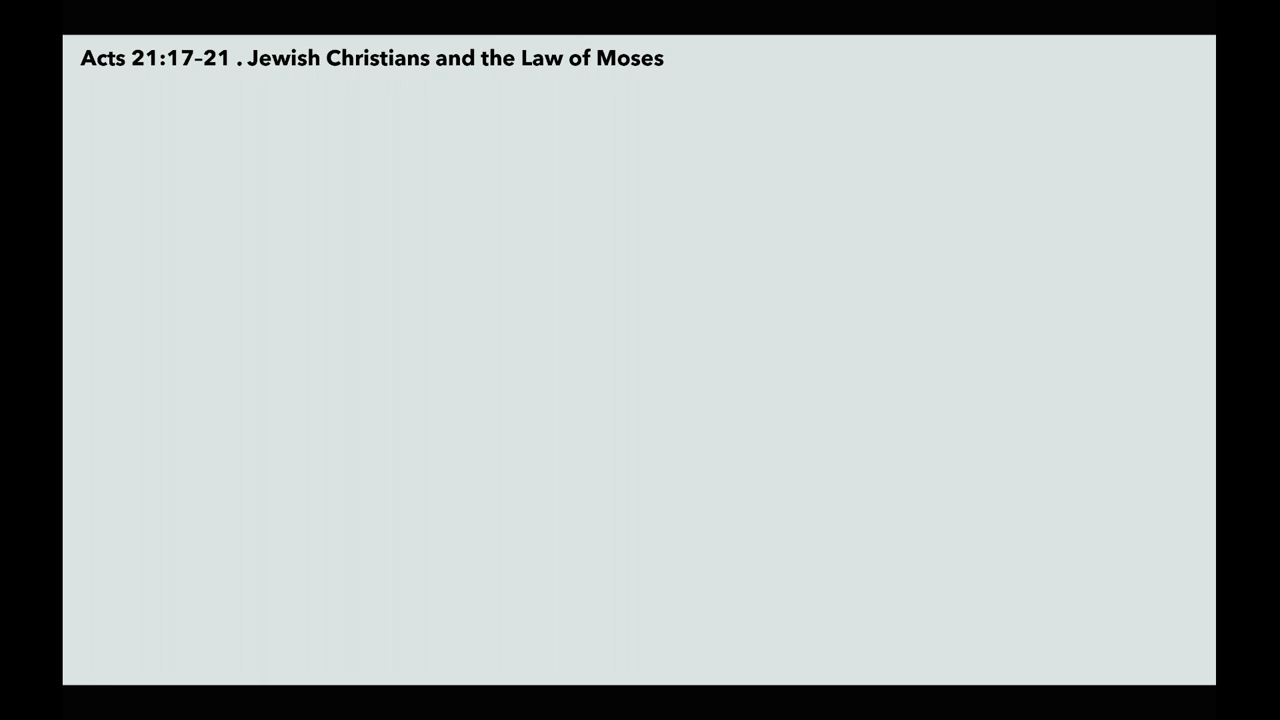 Acts 21:17–21 . Jewish Christians and the Law of Moses